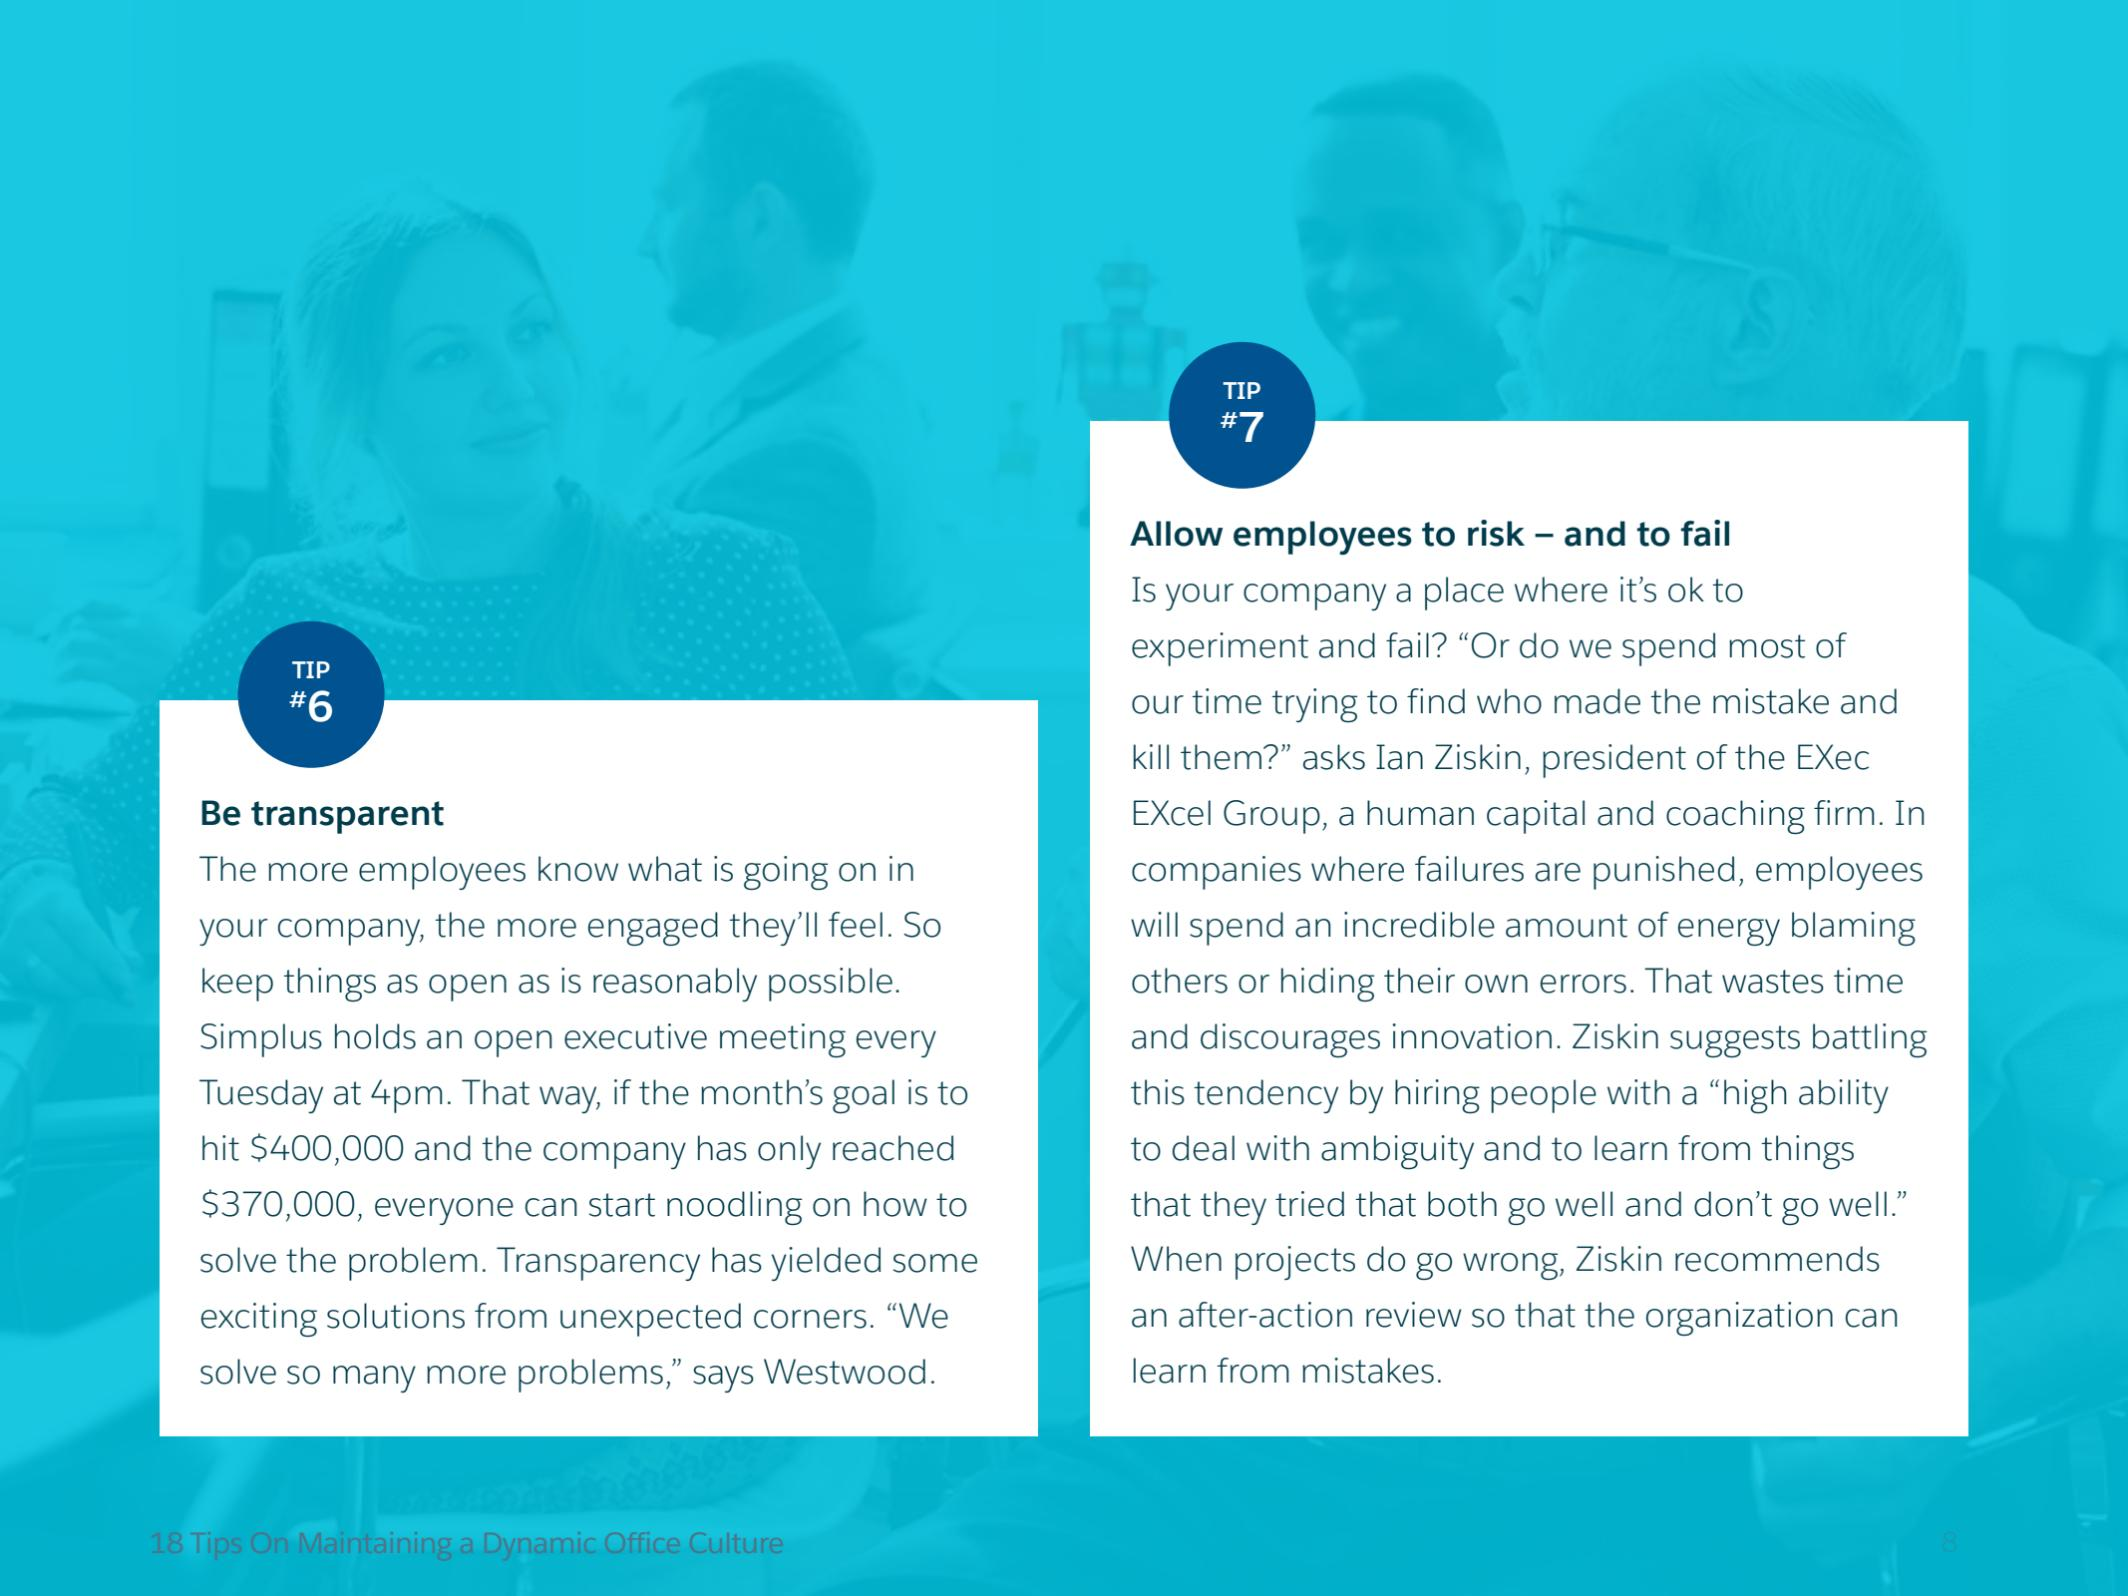 TIP
#6
Be transparent
The more employees know what is going on in
your company, the more engaged they’ll feel. So
keep things as open as is reasonably possible.
Simplus holds an open executive meeting every
Tuesday at 4pm. That way, if the month’s goal is to
hit $400,000 and the company has only reached
$370,000, everyone can start noodling on how to
solve the problem. Transparency has yielded some
exciting solutions from unexpected corners. “We
solve so many more problems,” says Westwood.
TIP
#7
Allow employees to risk – and to fail
Is your company a place where it’s ok to
experiment and fail? “Or do we spend most of
our time trying to find who made the mistake and
kill them?” asks Ian Ziskin, president of the EXec
EXcel Group, a human capital and coaching firm. In
companies where failures are punished, employees
will spend an incredible amount of energy blaming
others or hiding their own errors. That wastes time
and discourages innovation. Ziskin suggests battling
this tendency by hiring people with a “high ability
to deal with ambiguity and to learn from things
that they tried that both go well and don’t go well.”
When projects do go wrong, Ziskin recommends
an after-action review so that the organization can
learn from mistakes.
18 Tips On Maintaining a Dynamic Office Culture
8